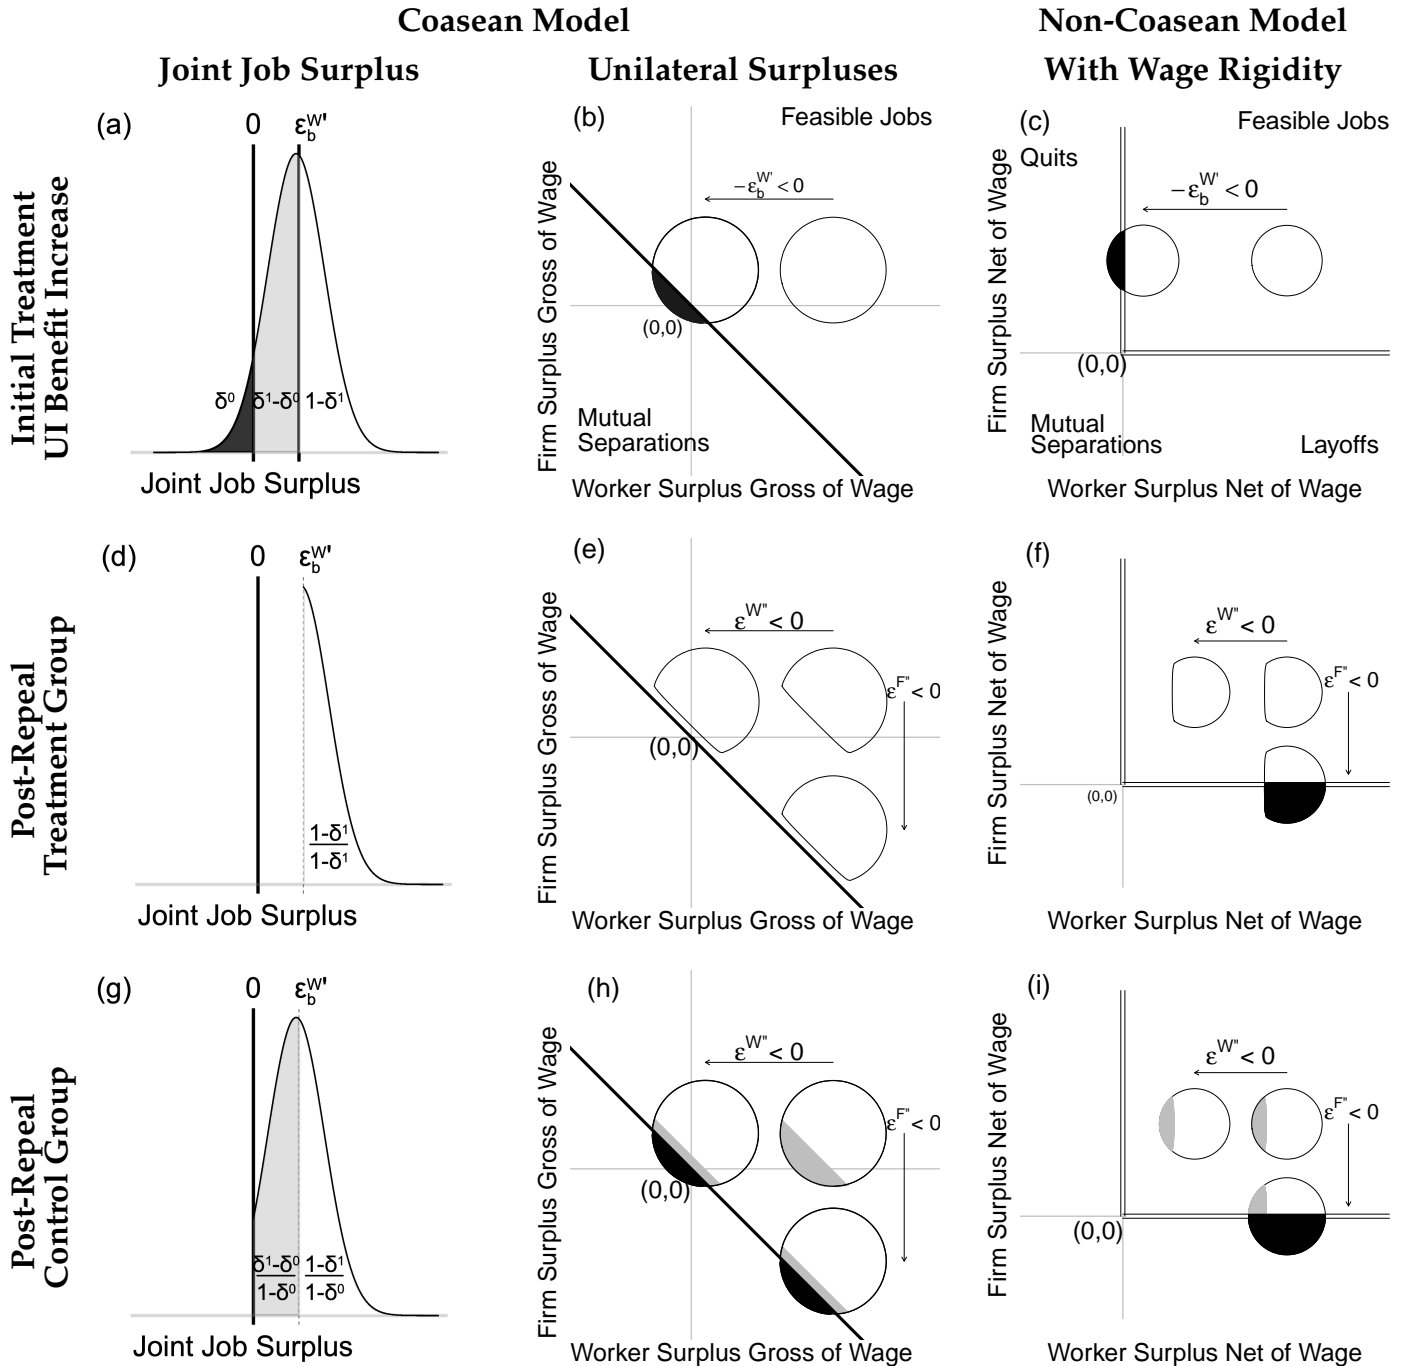 Coasean Model
Non-Coasean Model
Joint Job Surplus
Unilateral Surpluses
With Wage Rigidity
Initial Treatment
UI Benefit Increase
(a)
0
ε_b^W'
δ⁰
δ¹-δ⁰
1-δ¹
Joint Job Surplus
(b)
Feasible Jobs
Firm Surplus Gross of Wage
−ε_b^W' < 0
(0,0)
Mutual
Separations
Worker Surplus Gross of Wage
(c)
Feasible Jobs
Quits
Firm Surplus Net of Wage
−ε_b^W' < 0
(0,0)
Mutual
Separations
Layoffs
Worker Surplus Net of Wage
Post-Repeal
Treatment Group
(d)
0
ε_b^W'
1-δ¹
1-δ¹
Joint Job Surplus
(e)
Firm Surplus Gross of Wage
ε^W" < 0
ε^F" < 0
(0,0)
Worker Surplus Gross of Wage
(f)
Firm Surplus Net of Wage
ε^W" < 0
ε^F" < 0
(0,0)
Worker Surplus Net of Wage
Post-Repeal
Control Group
(g)
0
ε_b^W'
δ¹-δ⁰
1-δ⁰
1-δ¹
1-δ⁰
Joint Job Surplus
(h)
Firm Surplus Gross of Wage
ε^W" < 0
ε^F" < 0
(0,0)
Worker Surplus Gross of Wage
(i)
Firm Surplus Net of Wage
ε^W" < 0
ε^F" < 0
(0,0)
Worker Surplus Net of Wage